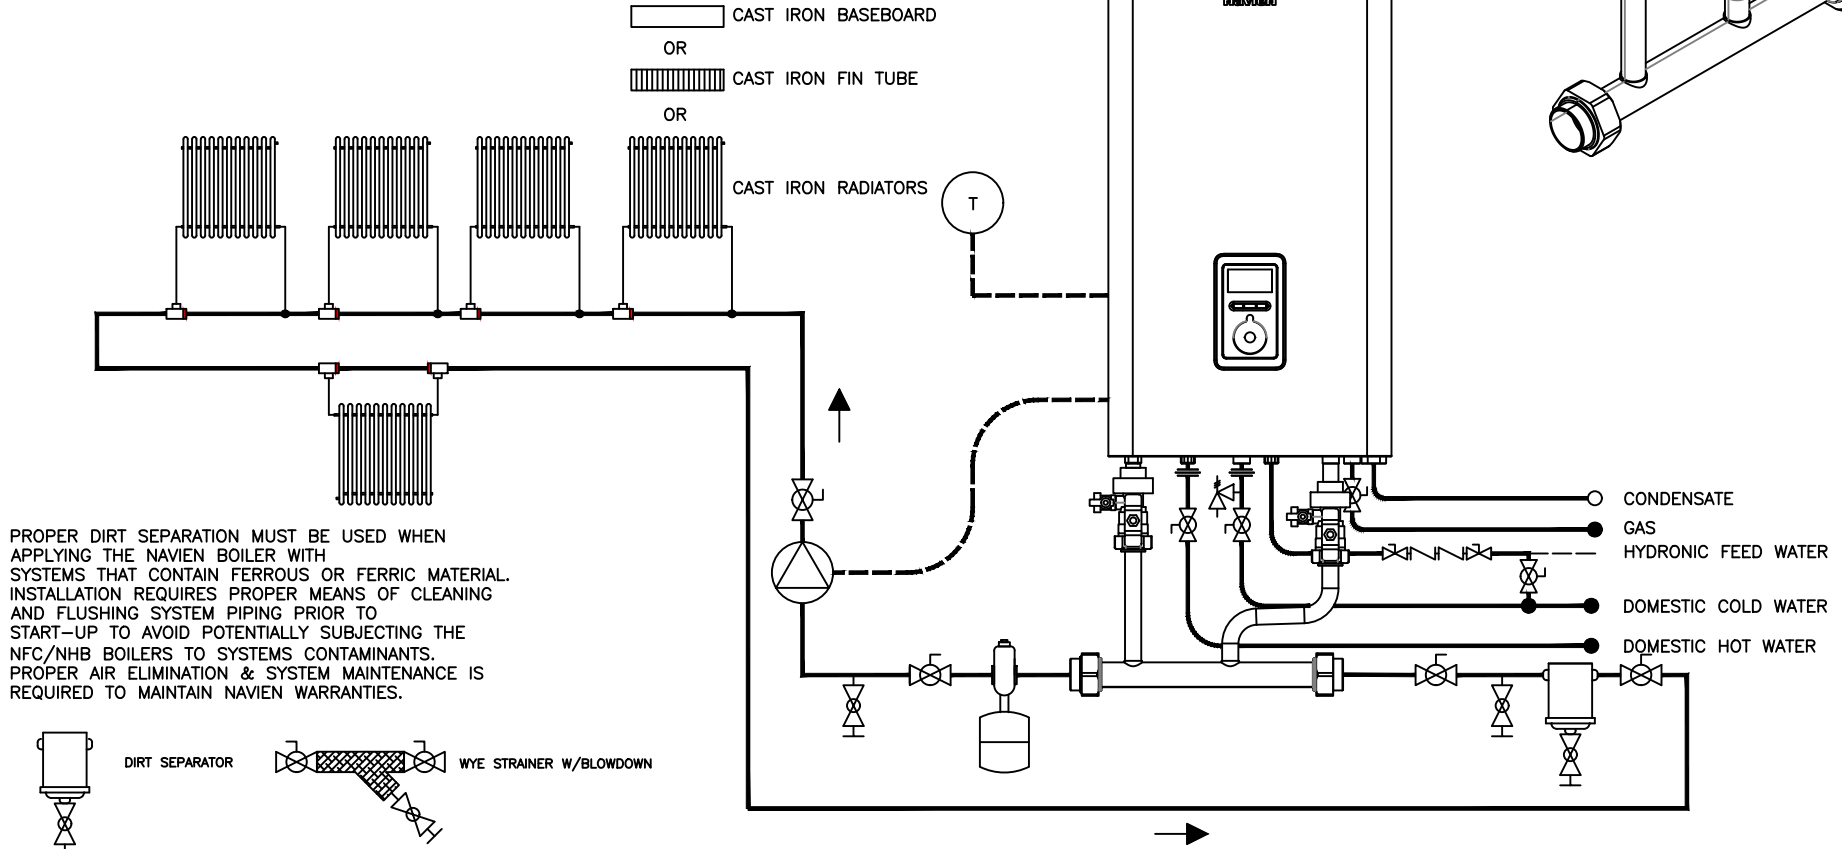 CAST IRON BASEBOARD
OR
CAST IRON FIN TUBE
OR
CAST IRON RADIATORS
T
CONDENSATE
GAS
HYDRONIC FEED WATER
DOMESTIC COLD WATER
DOMESTIC HOT WATER
PROPER DIRT SEPARATION MUST BE USED WHEN
APPLYING THE NAVIEN BOILER WITH
SYSTEMS THAT CONTAIN FERROUS OR FERRIC MATERIAL.
INSTALLATION REQUIRES PROPER MEANS OF CLEANING
AND FLUSHING SYSTEM PIPING PRIOR TO
START-UP TO AVOID POTENTIALLY SUBJECTING THE
NFC/NHB BOILERS TO SYSTEMS CONTAMINANTS.
PROPER AIR ELIMINATION & SYSTEM MAINTENANCE IS
REQUIRED TO MAINTAIN NAVIEN WARRANTIES.
DIRT SEPARATOR
WYE STRAINER W/BLOWDOWN